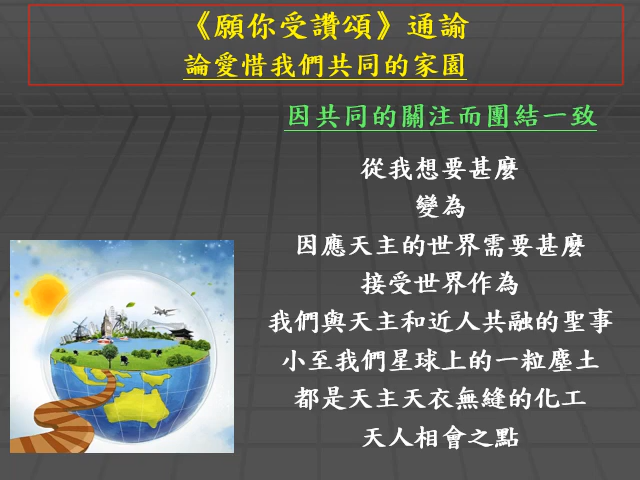 《願你受讚頌》通諭
論愛惜我們共同的家園
因共同的關注而團結一致
從我想要甚麼
變為
因應天主的世界需要甚麼
接受世界作為
我們與天主和近人共融的聖事
小至我們星球上的一粒塵土
都是天主天衣無縫的化工
天人相會之點